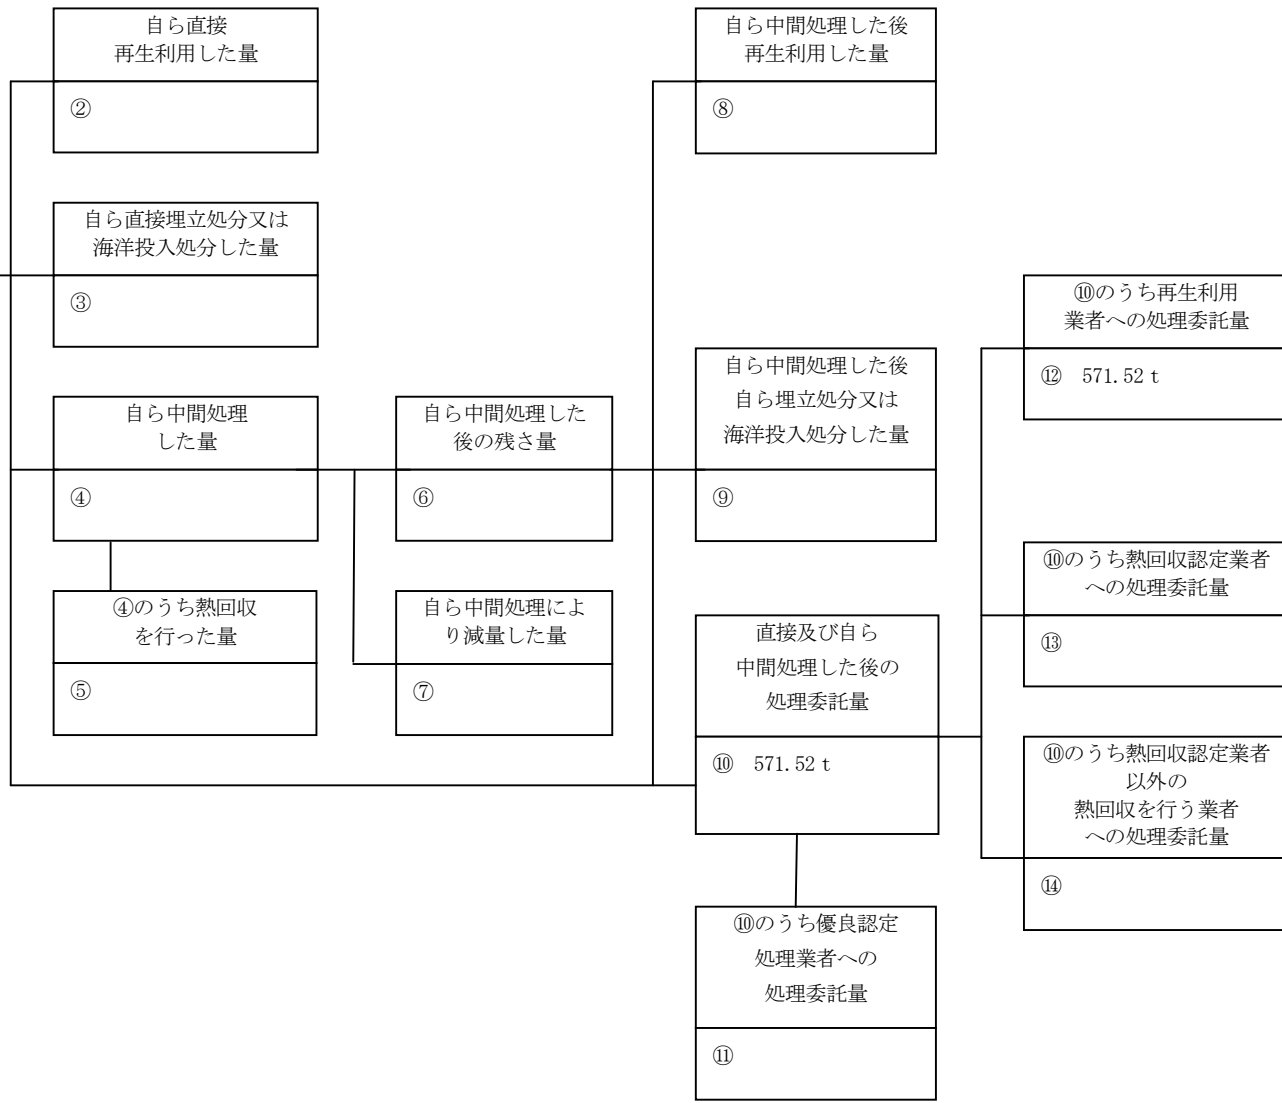 自ら直接
再生利用した量
②
自ら直接埋立処分又は
海洋投入処分した量
③
自ら中間処理
した量
④
④のうち熱回収
を行った量
⑤
自ら中間処理した
後の残さ量
⑥
自ら中間処理によ
り減量した量
⑦
自ら中間処理した後
再生利用した量
⑧
自ら中間処理した後
自ら埋立処分又は
海洋投入処分した量
⑨
直接及び自ら
中間処理した後の
処理委託量
⑩ 571.52ｔ
⑩のうち優良認定
処理業者への
処理委託量
⑪
⑩のうち再生利用
業者への処理委託量
⑫ 571.52ｔ
⑩のうち熱回収認定業者
への処理委託量
⑬
⑩のうち熱回収認定業者
以外の
熱回収を行う業者
への処理委託量
⑭